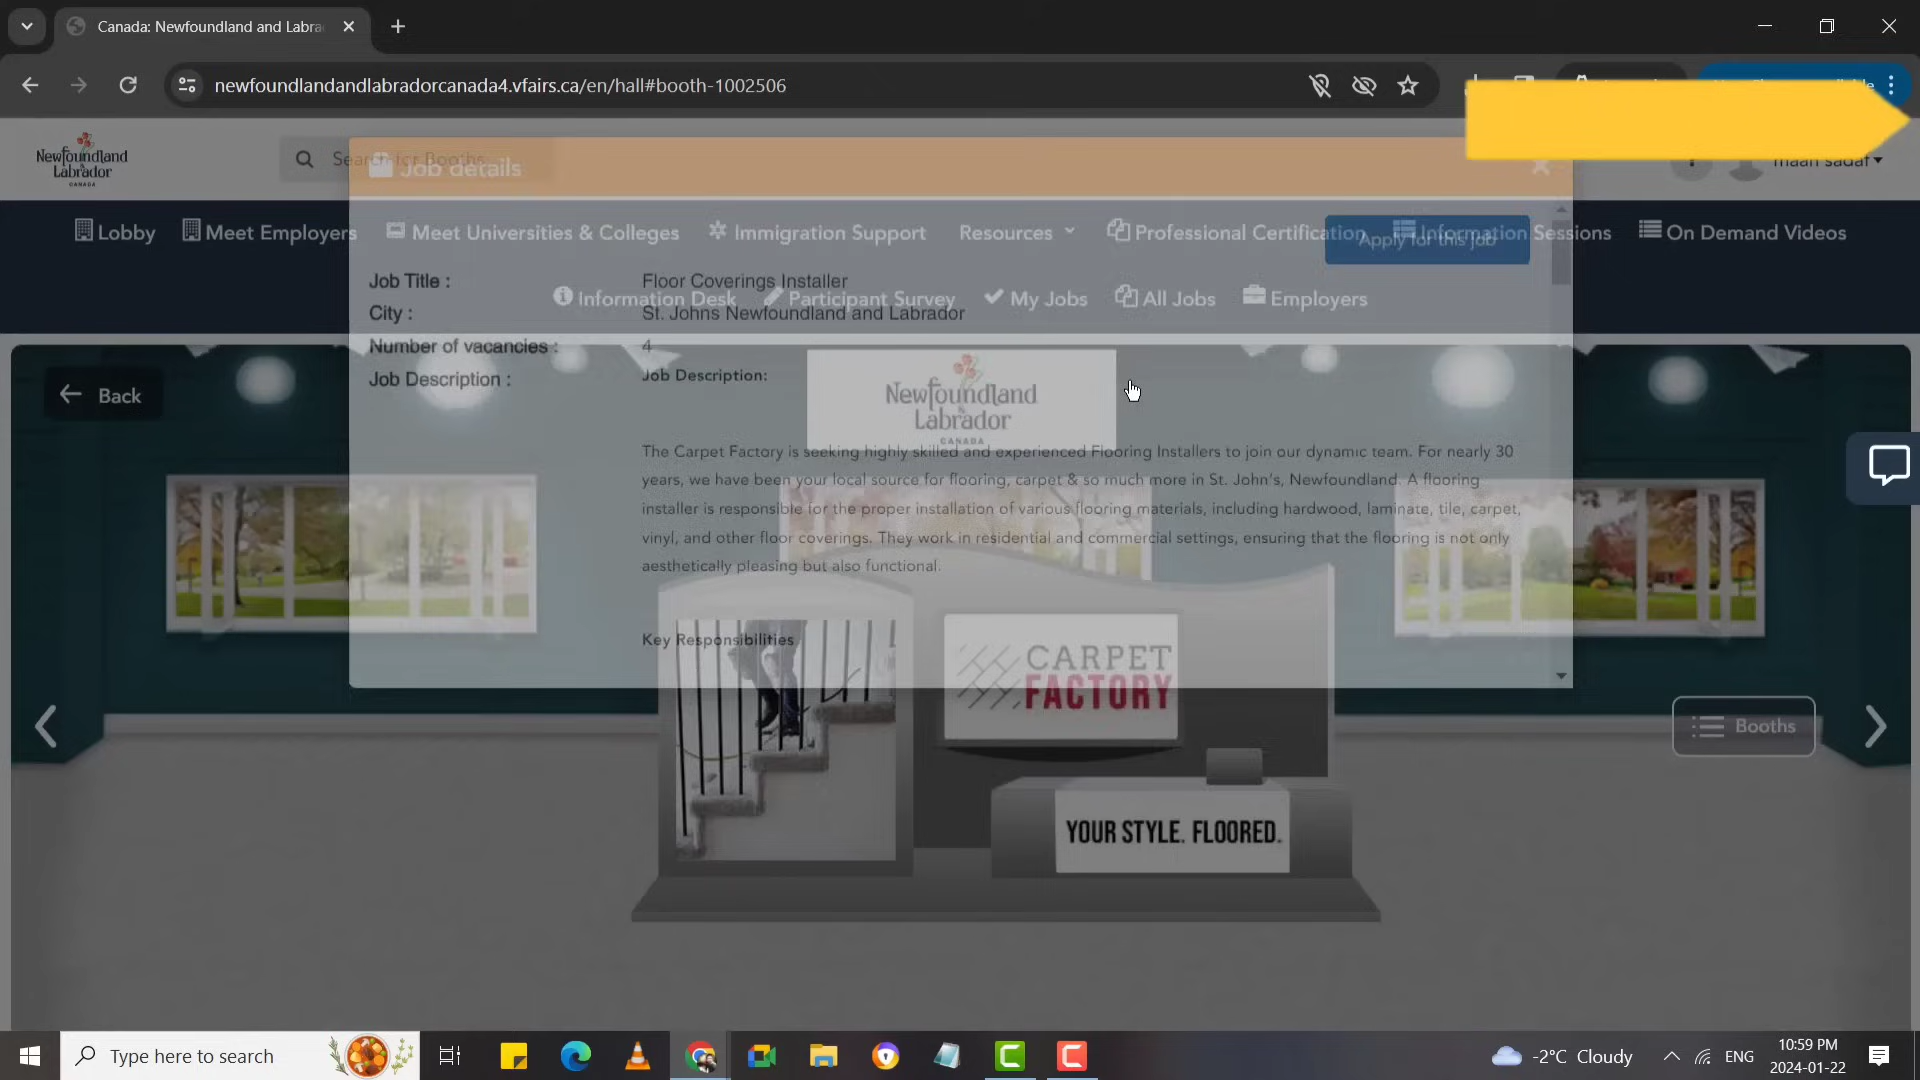 Canada: Newfoundland and Labra
newfoundlandandlabradorcanada4.vfairs.ca/en/hall#booth-1002506
Newfoundland
Labrador
CANADA
Search for Booths
Job details
maan sadaf
Lobby
Meet Employers
Meet Universities & Colleges
Immigration Support
Resources
Professional Certification
Information Sessions
On Demand Videos
Apply for this job
Information Desk
Participant Survey
My Jobs
All Jobs
Employers
Job Title :
Floor Coverings Installer
City :
St. Johns Newfoundland and Labrador
Number of vacancies :
4
Job Description :
Job Description:
Back
Newfoundland
Labrador
CANADA
The Carpet Factory is seeking highly skilled and experienced Flooring Installers to join our dynamic team. For nearly 30
years, we have been your local source for flooring, carpet & so much more in St. John's, Newfoundland. A flooring
installer is responsible for the proper installation of various flooring materials, including hardwood, laminate, tile, carpet,
vinyl, and other floor coverings. They work in residential and commercial settings, ensuring that the flooring is not only
aesthetically pleasing but also functional.
Key Responsibilities
CARPET
FACTORY
Booths
YOUR STYLE. FLOORED.
Type here to search
-2°C Cloudy
ENG
10:59 PM
2024-01-22